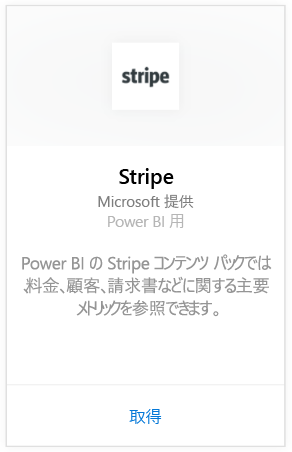 stripe
Stripe
Microsoft 提供
Power BI 用
Power BI の Stripe コンテンツ パックでは
、料金、顧客、請求書などに関する主要
メトリックを参照できます。
取得